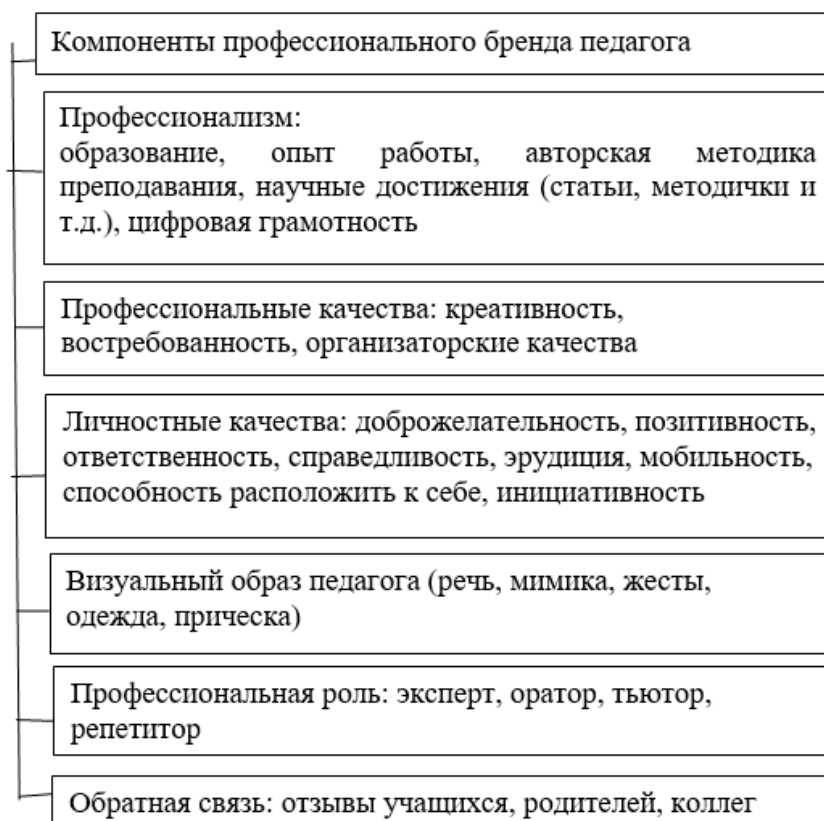 Компоненты профессионального бренда педагога
Профессионализм:
образование, опыт работы, авторская методика
преподавания, научные достижения (статьи, методички и
т.д.), цифровая грамотность
Профессиональные качества: креативность,
востребованность, организаторские качества
Личностные качества: доброжелательность, позитивность,
ответственность, справедливость, эрудиция, мобильность,
способность расположить к себе, инициативность
Визуальный образ педагога (речь, мимика, жесты,
одежда, прическа)
Профессиональная роль: эксперт, оратор, тьютор,
репетитор
Обратная связь: отзывы учащихся, родителей, коллег